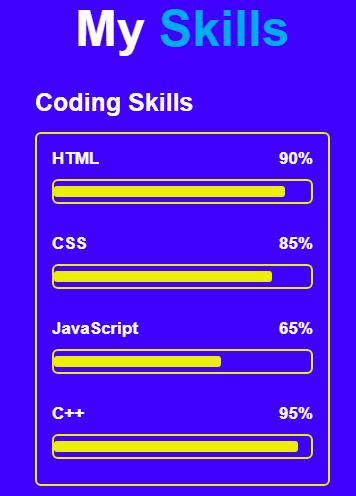 My Skills
Coding Skills
HTML 90%
CSS 85%
JavaScript 65%
C++ 95%